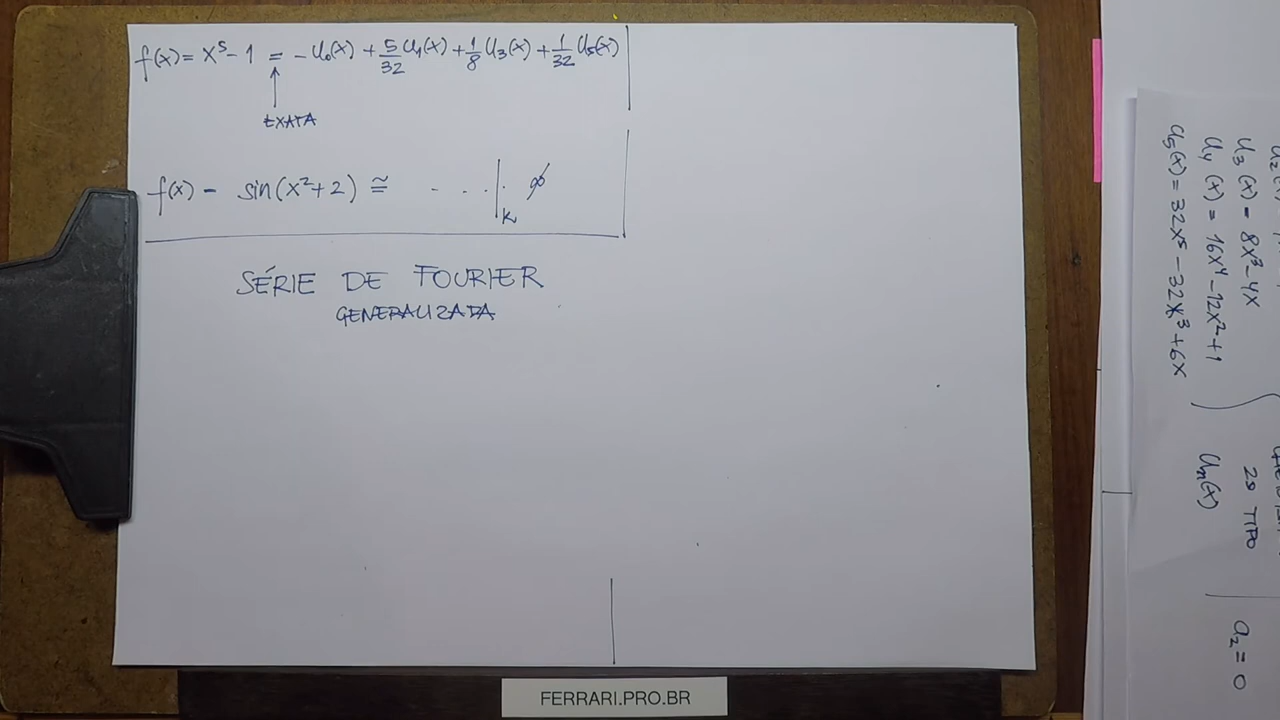 f(x) = x⁵ - 1 = -U₀(x) + 5/32 U₁(x) + 1/8 U₃(x) + 1/32 U₅(x)
EXATA
f(x) - sin(x²+2) ≅ . . . |ₖ
SÉRIE DE FOURIER
GENERALIZADA
FERRARI.PRO.BR
U₃(x) - 8x³-4x
U₄(x) = 16x⁴-12x²+1
U₅(x) = 32x⁵-32x³+6x
Uₙ(x)
2º TIPO
a₂ = 0